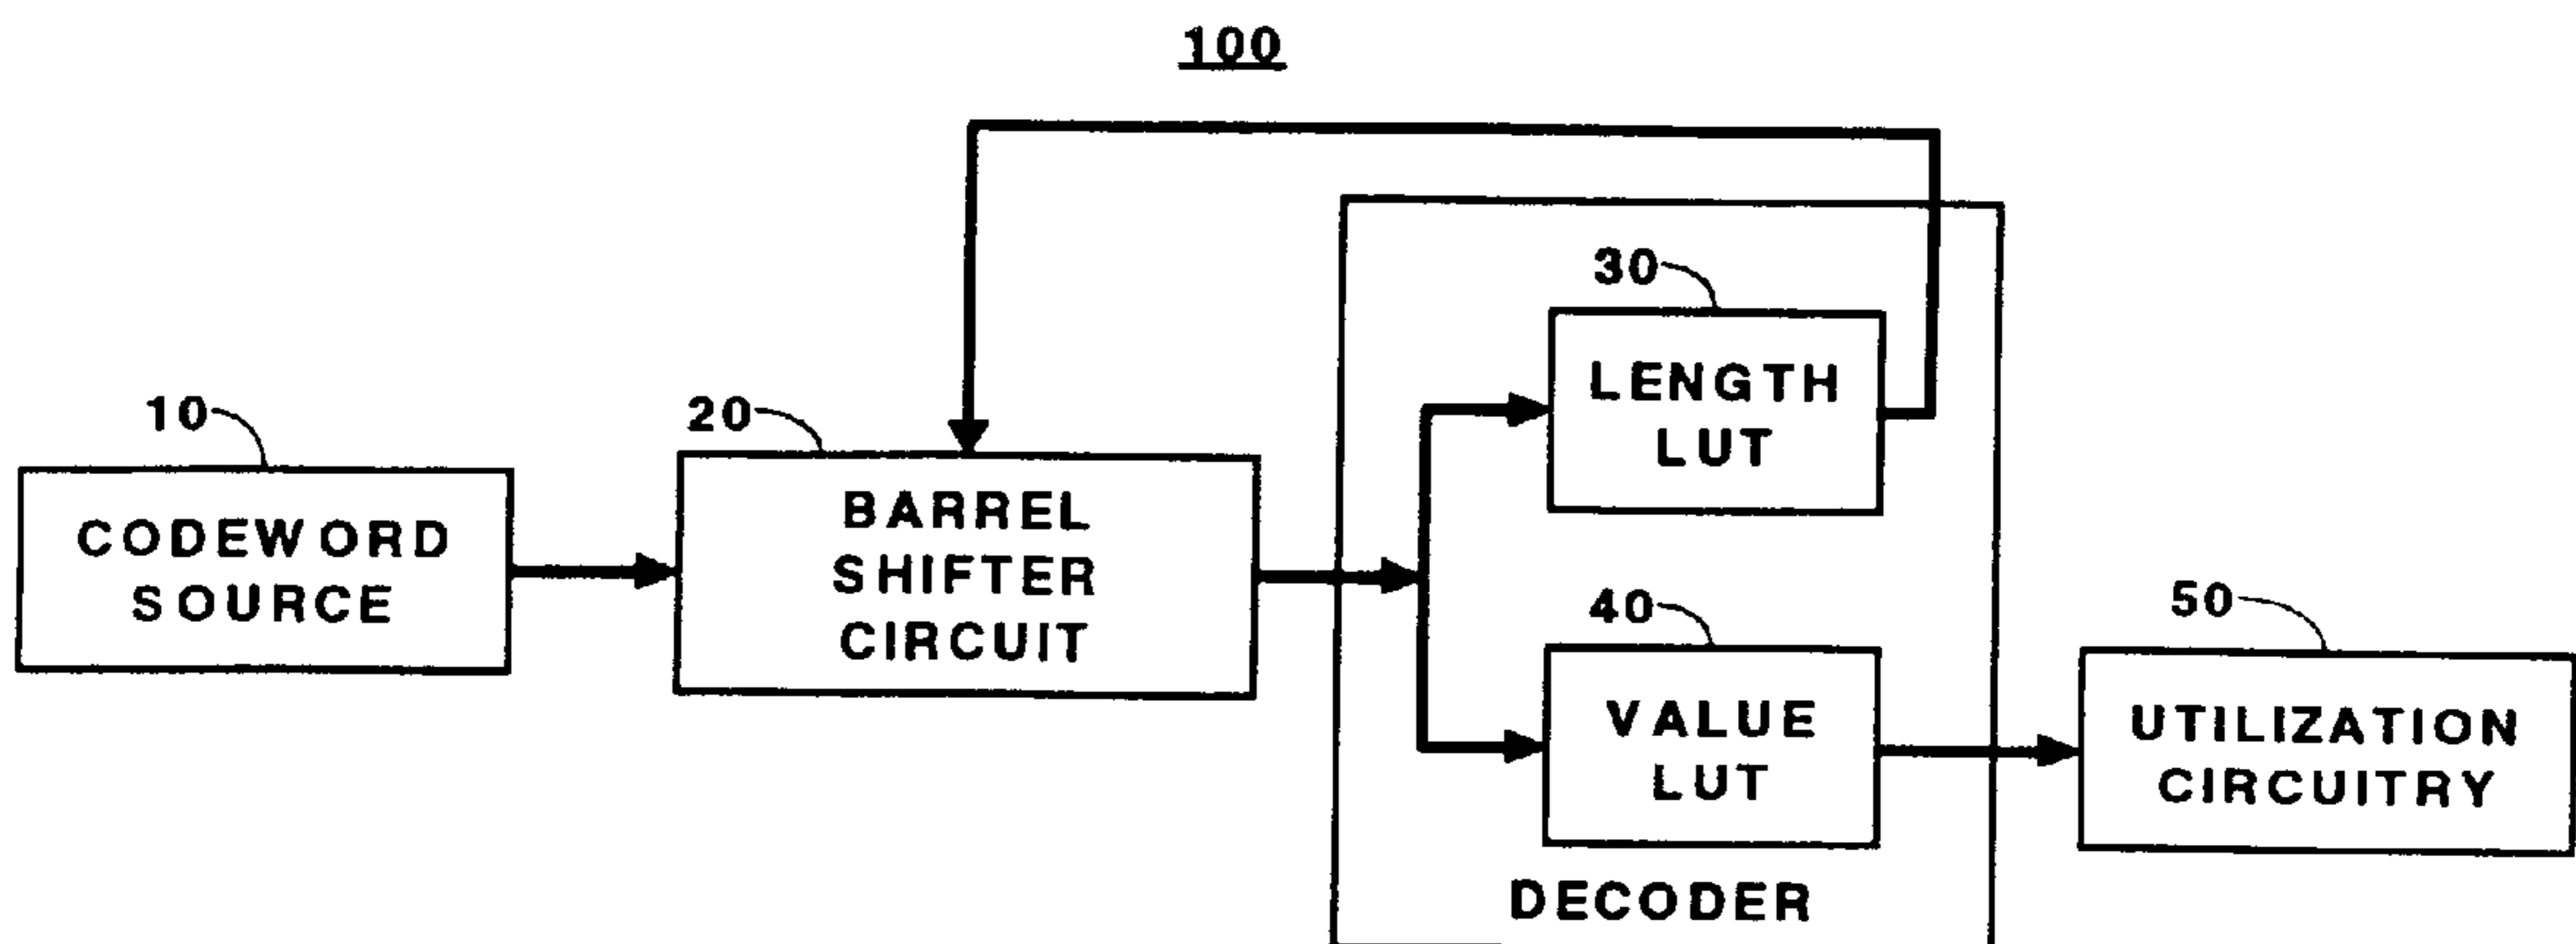 100
10
CODEWORD
SOURCE
20
BARREL
SHIFTER
CIRCUIT
30
LENGTH
LUT
40
VALUE
LUT
DECODER
50
UTILIZATION
CIRCUITRY